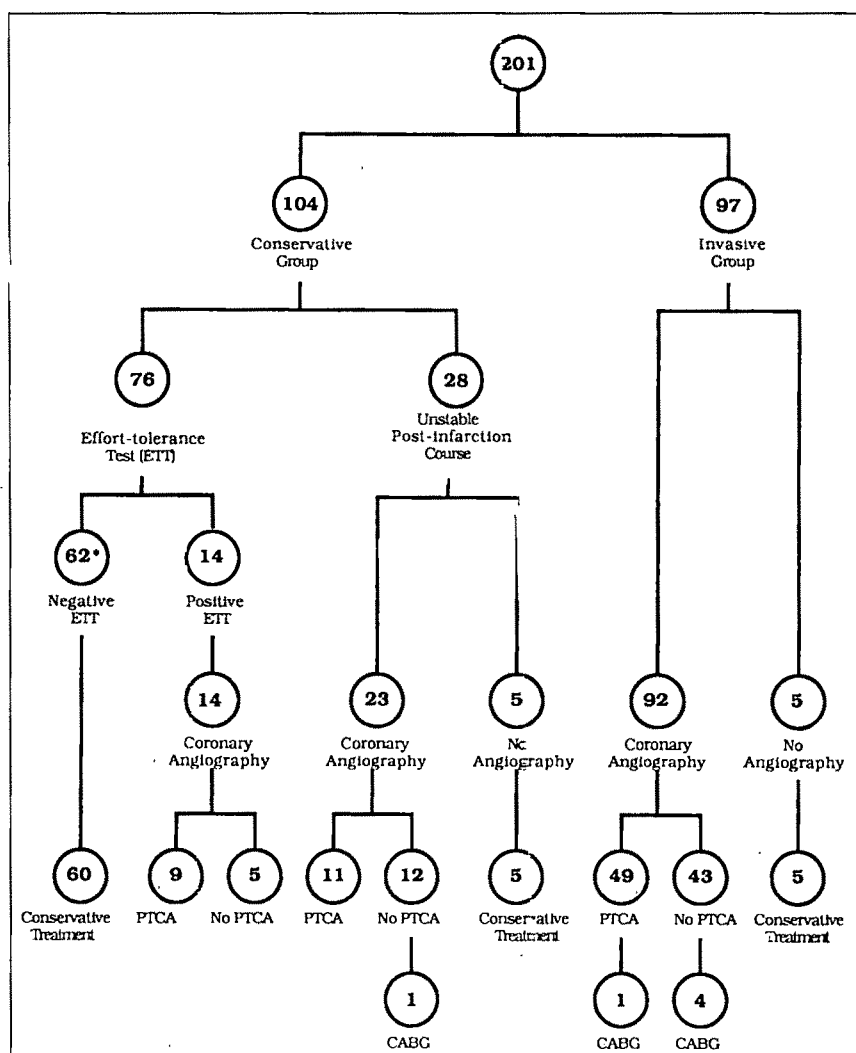 201
104
Conservative
Group
97
Invasive
Group
76
Effort-tolerance
Test (ETT)
28
Unstable
Post-infarction
Course
62*
Negative
ETT
14
Positive
ETT
14
Coronary
Angiography
23
Coronary
Angiography
5
Nc
Angiography
92
Coronary
Angiography
5
No
Angiography
60
Conservative
Treatment
9
PTCA
5
No PTCA
11
PTCA
12
No PTCA
5
Conservative
Treatment
49
PTCA
43
No PTCA
5
Conservative
Treatment
1
CABG
1
CABG
4
CABG